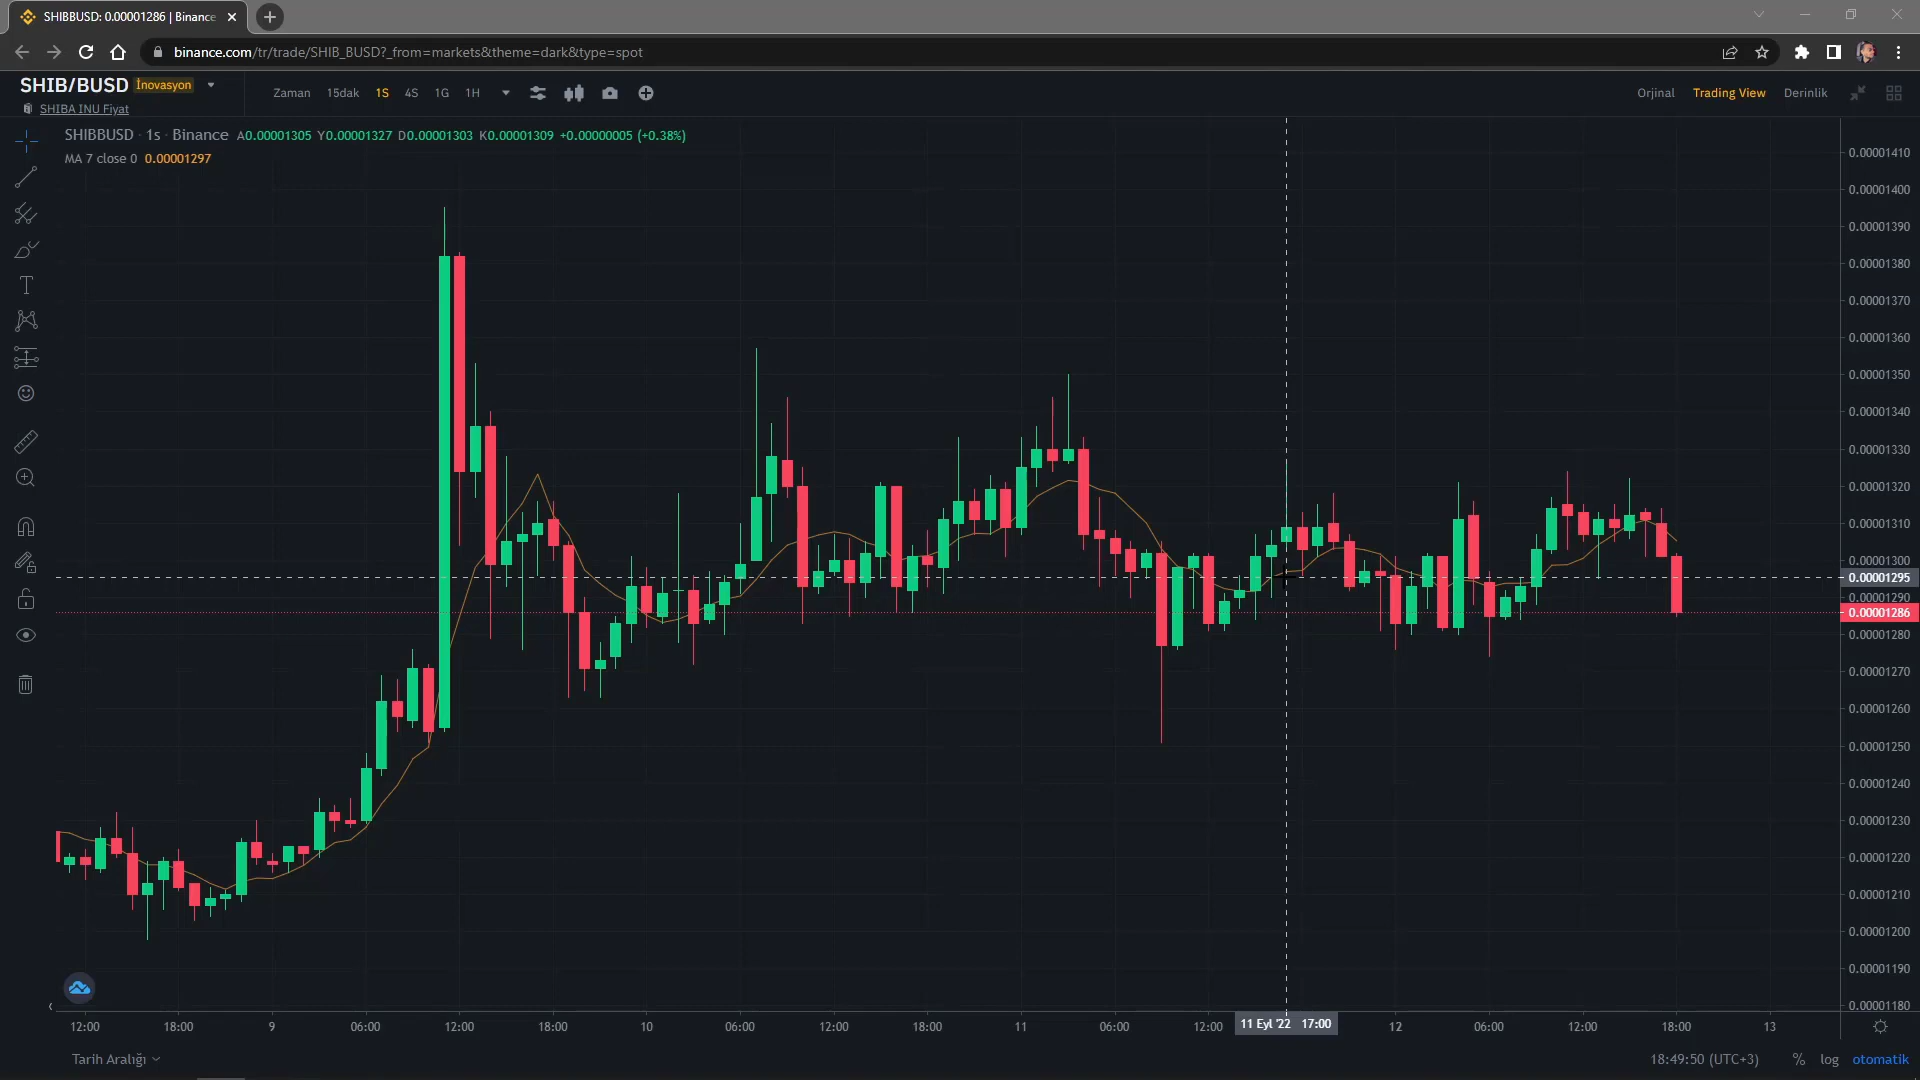 SHIBBUSD: 0.00001286 | Binance
binance.com/tr/trade/SHIB_BUSD?_from=markets&theme=dark&type=spot
SHIB/BUSD İnovasyon
SHIBA INU Fiyat
Zaman 15dak 1S 4S 1G 1H
Orjinal Trading View Derinlik
SHIBBUSD · 1s · Binance A0.00001305 Y0.00001327 D0.00001303 K0.00001309 +0.00000005 (+0.38%)
MA 7 close 0 0.00001297
0.00001410
0.00001400
0.00001390
0.00001380
0.00001370
0.00001360
0.00001350
0.00001340
0.00001330
0.00001320
0.00001310
0.00001300
0.00001295
0.00001290
0.00001286
0.00001280
0.00001270
0.00001260
0.00001250
0.00001240
0.00001230
0.00001220
0.00001210
0.00001200
0.00001190
0.00001180
12:00 18:00 9 06:00 12:00 18:00 10 06:00 12:00 18:00 11 06:00 12:00 11 Eyl '22 17:00 12 06:00 12:00 18:00 13
Tarih Aralığı
18:49:50 (UTC+3) % log otomatik